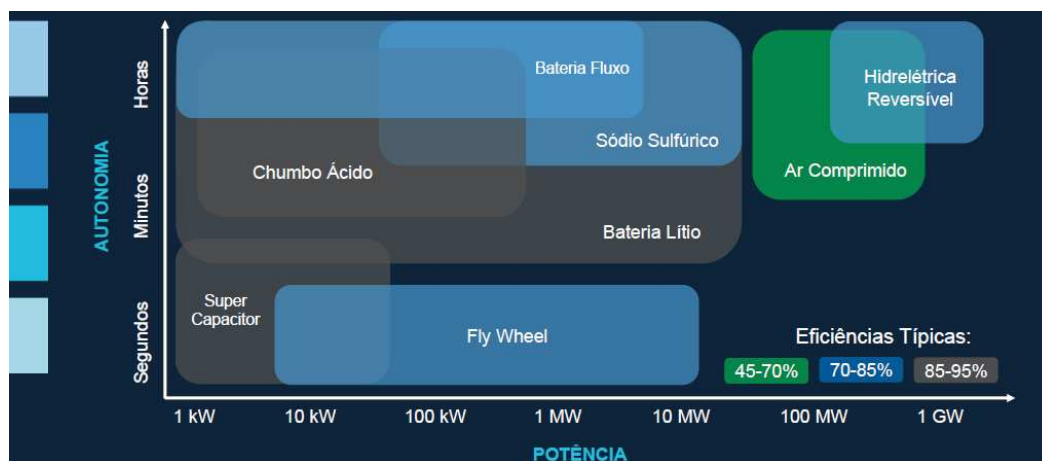 AUTONOMIA
Horas
Minutos
Segundos
Bateria Fluxo
Hidrelétrica
Reversível
Sódio Sulfúrico
Chumbo Ácido
Ar Comprimido
Bateria Lítio
Super
Capacitor
Fly Wheel
Eficiências Típicas:
45-70% 70-85% 85-95%
1 kW 10 kW 100 kW 1 MW 10 MW 100 MW 1 GW
POTÊNCIA